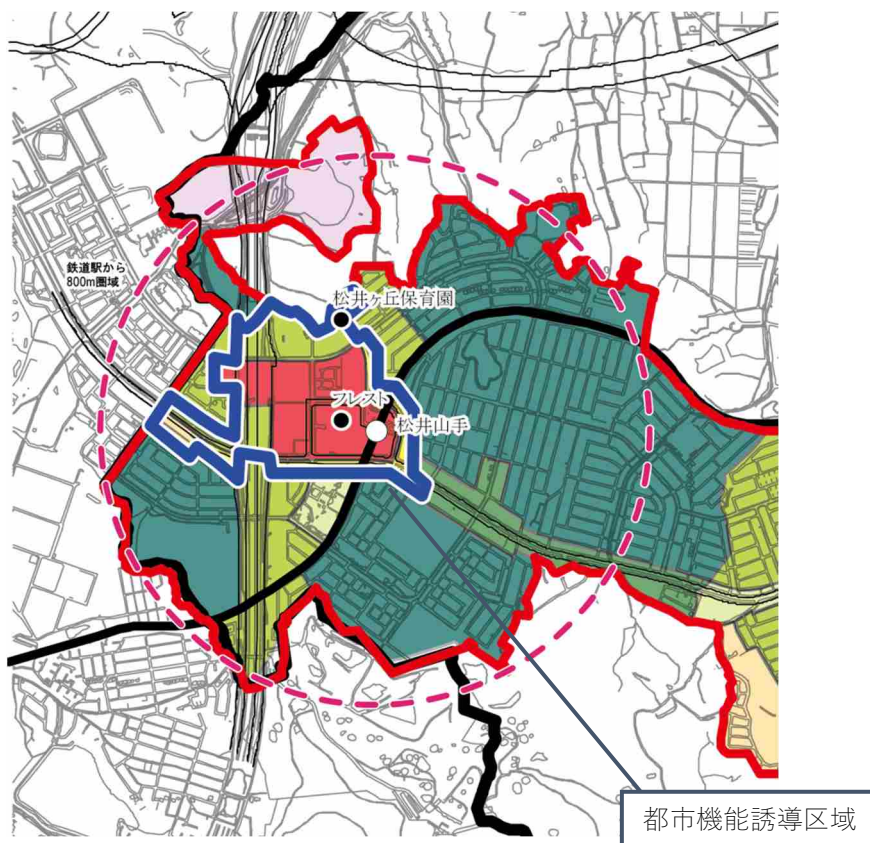 鉄道駅から
800m圏域
松井ヶ丘保育園
フレスト
松井山手
都市機能誘導区域